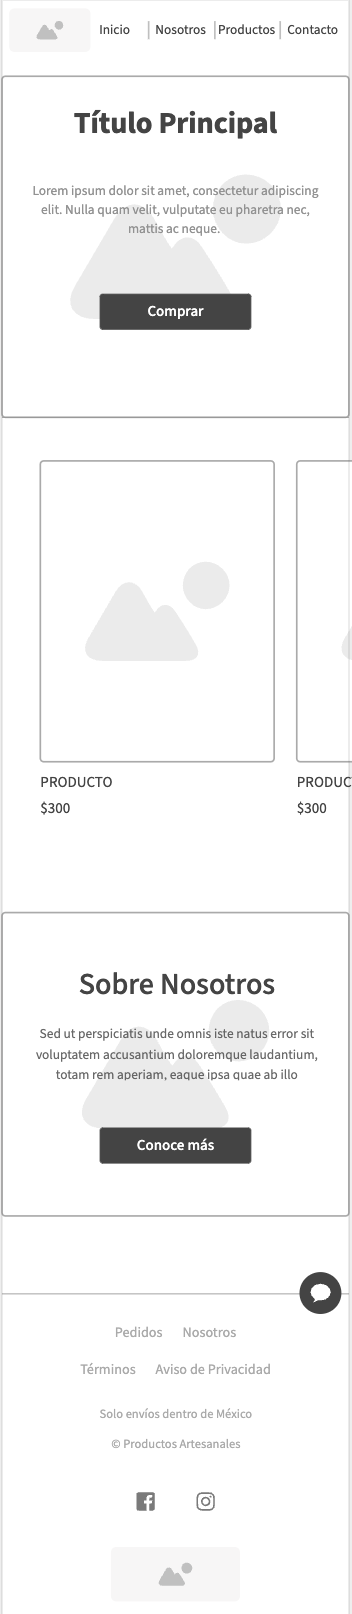 Inicio | Nosotros | Productos | Contacto
Título Principal
Lorem ipsum dolor sit amet, consectetur adipiscing
elit. Nulla quam velit, vulputate eu pharetra nec,
mattis ac neque.
Comprar
PRODUCTO
$300
PRODUC
$300
Sobre Nosotros
Sed ut perspiciatis unde omnis iste natus error sit
voluptatem accusantium doloremque laudantium,
totam rem aperiam, eaque ipsa quae ab illo
Conoce más
Pedidos Nosotros
Términos Aviso de Privacidad
Solo envíos dentro de México
© Productos Artesanales